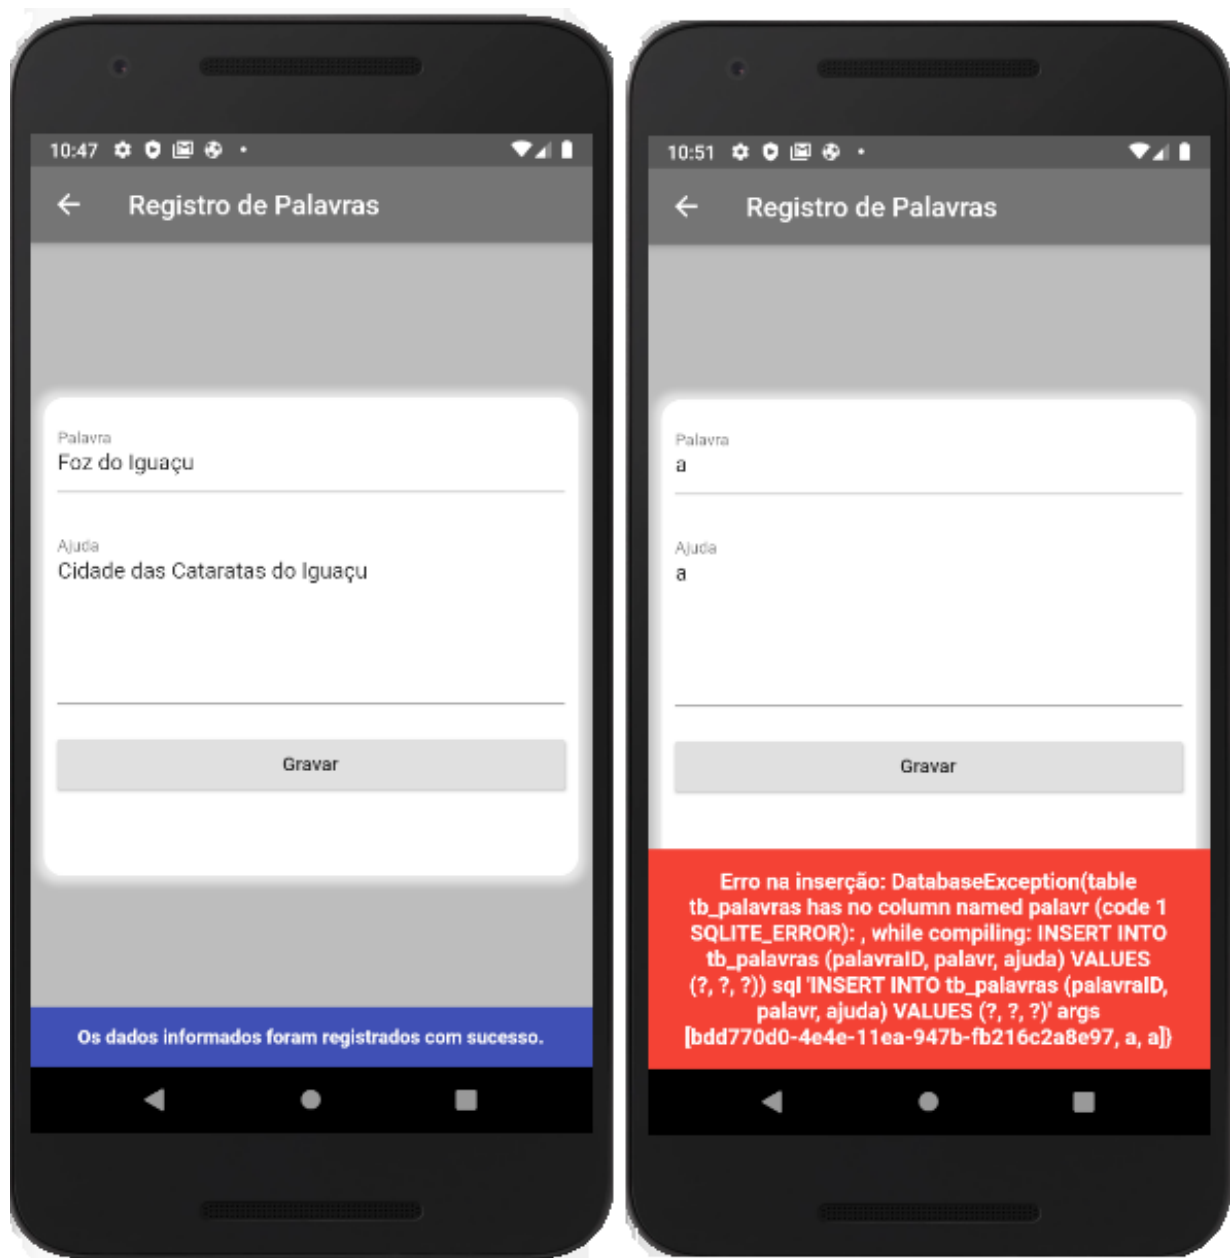 10:47
Registro de Palavras
Palavra
Foz do Iguaçu
Ajuda
Cidade das Cataratas do Iguaçu
Gravar
Os dados informados foram registrados com sucesso.
10:51
Registro de Palavras
Palavra
a
Ajuda
a
Gravar
Erro na inserção: DatabaseException(table
tb_palavras has no column named palavr (code 1
SQLITE_ERROR): , while compiling: INSERT INTO
tb_palavras (palavraID, palavr, ajuda) VALUES
(?, ?, ?)) sql 'INSERT INTO tb_palavras (palavraID,
palavr, ajuda) VALUES (?, ?, ?)' args
[bdd770d0-4e4e-11ea-947b-fb216c2a8e97, a, a]}